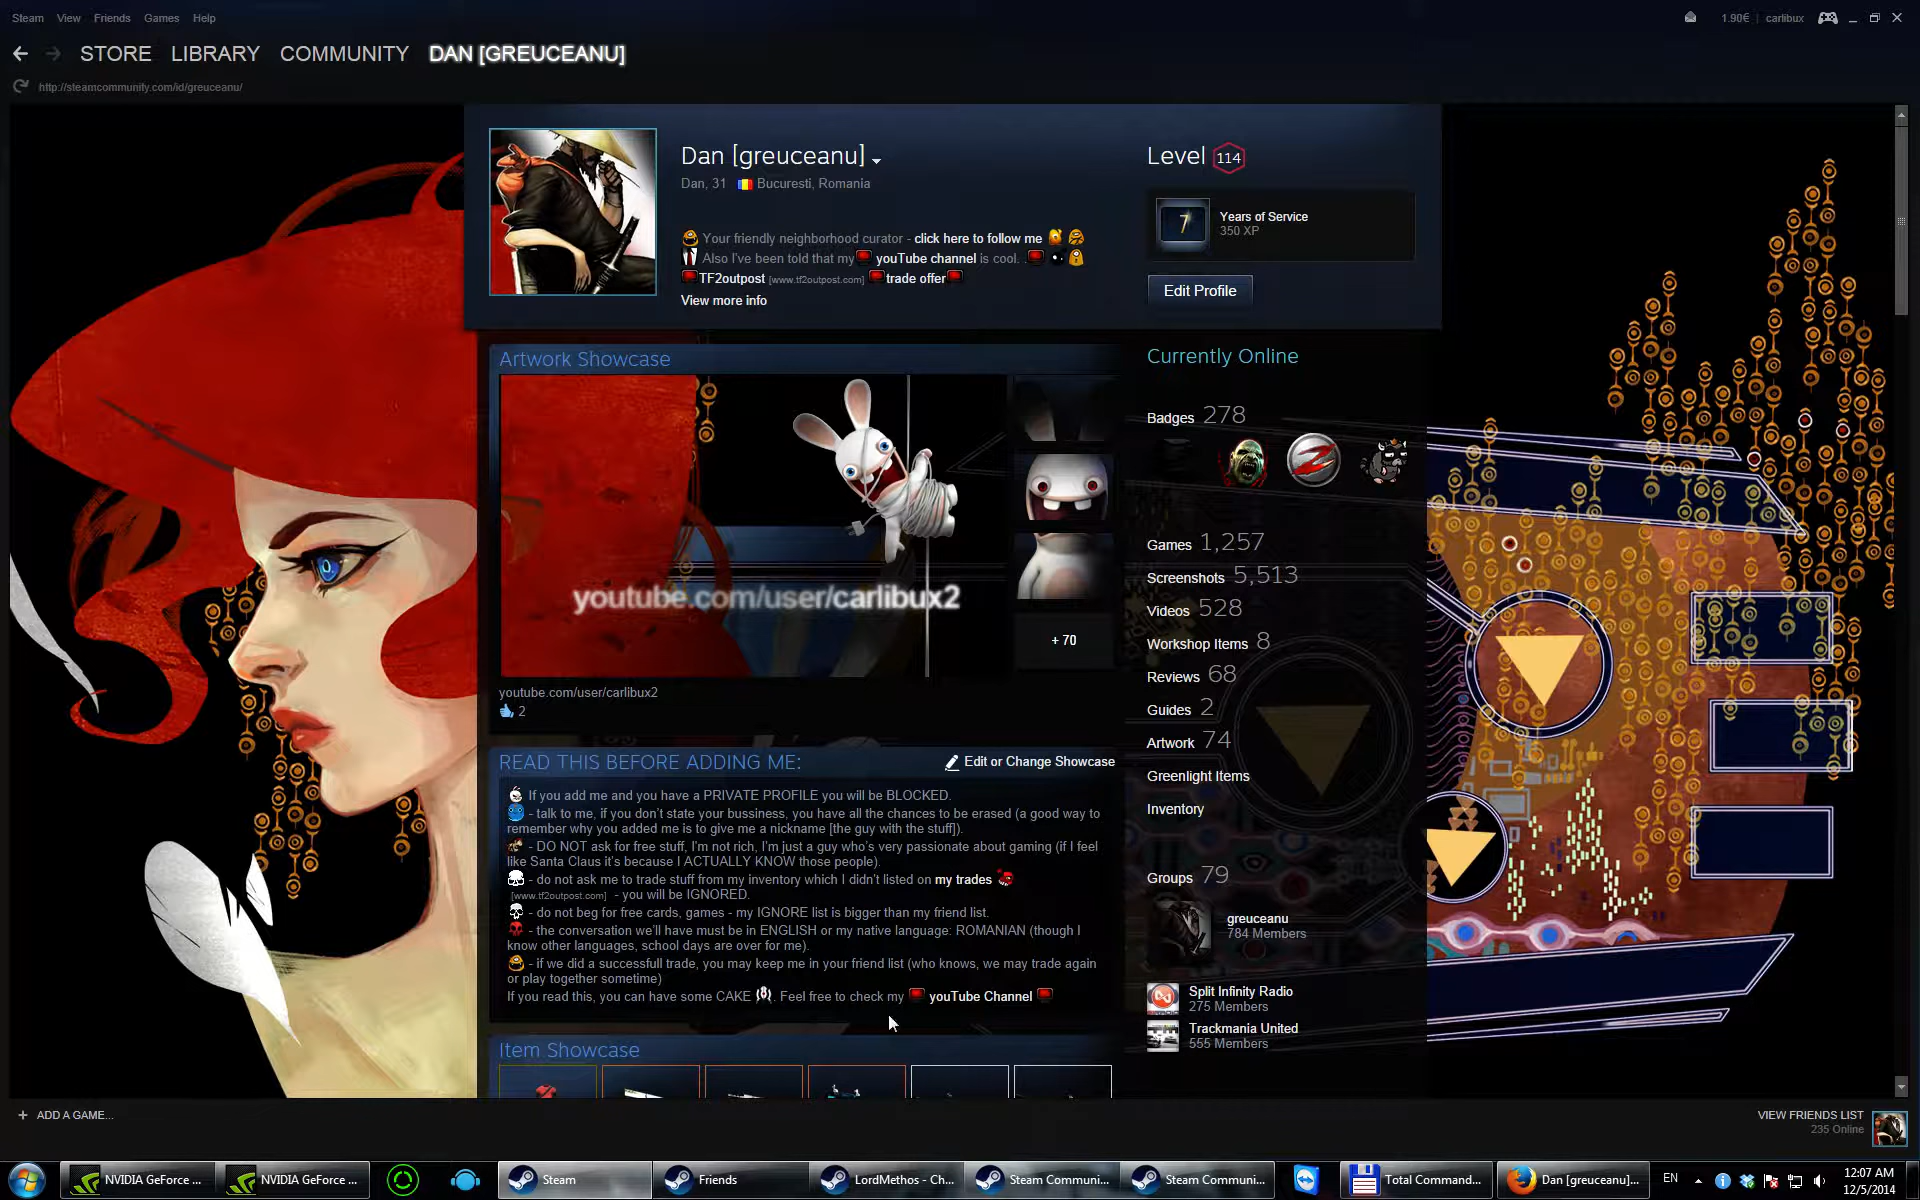 Steam View Friends Games Help
1.90€ | carlibux
STORE LIBRARY COMMUNITY DAN [GREUCEANU]
http://steamcommunity.com/id/greuceanu/
Dan [greuceanu]
Dan, 31 Bucuresti, Romania
Your friendly neighborhood curator - click here to follow me
Also I've been told that my youTube channel is cool.
TF2outpost [www.tf2outpost.com] trade offer
View more info
Level 114
7
Years of Service
350 XP
Edit Profile
Artwork Showcase
youtube.com/user/carlibux2
+ 70
youtube.com/user/carlibux2
2
READ THIS BEFORE ADDING ME:
Edit or Change Showcase
If you add me and you have a PRIVATE PROFILE you will be BLOCKED.
- talk to me, if you don't state your bussiness, you have all the chances to be erased (a good way to
remember why you added me is to give me a nickname [the guy with the stuff]).
- DO NOT ask for free stuff, I'm not rich, I'm just a guy who's very passionate about gaming (if I feel
like Santa Claus it's because I ACTUALLY KNOW those people).
- do not ask me to trade stuff from my inventory which I didn't listed on my trades
[www.tf2outpost.com] - you will be IGNORED.
- do not beg for free cards, games - my IGNORE list is bigger than my friend list.
- the conversation we'll have must be in ENGLISH or my native language: ROMANIAN (though I
know other languages, school days are over for me).
- if we did a successfull trade, you may keep me in your friend list (who knows, we may trade again
or play together sometime)
If you read this, you can have some CAKE . Feel free to check my youTube Channel
Item Showcase
Currently Online
Badges 278
Games 1,257
Screenshots 5,513
Videos 528
Workshop Items 8
Reviews 68
Guides 2
Artwork 74
Greenlight Items
Inventory
Groups 79
greuceanu
784 Members
Split Infinity Radio
275 Members
Trackmania United
555 Members
+ ADD A GAME...
VIEW FRIENDS LIST
235 Online
NVIDIA GeForce ...
NVIDIA GeForce ...
Steam
Friends
LordMethos - Ch...
Steam Communi...
Steam Communi...
Total Command...
Dan [greuceanu]...
EN
12:07 AM
12/5/2014